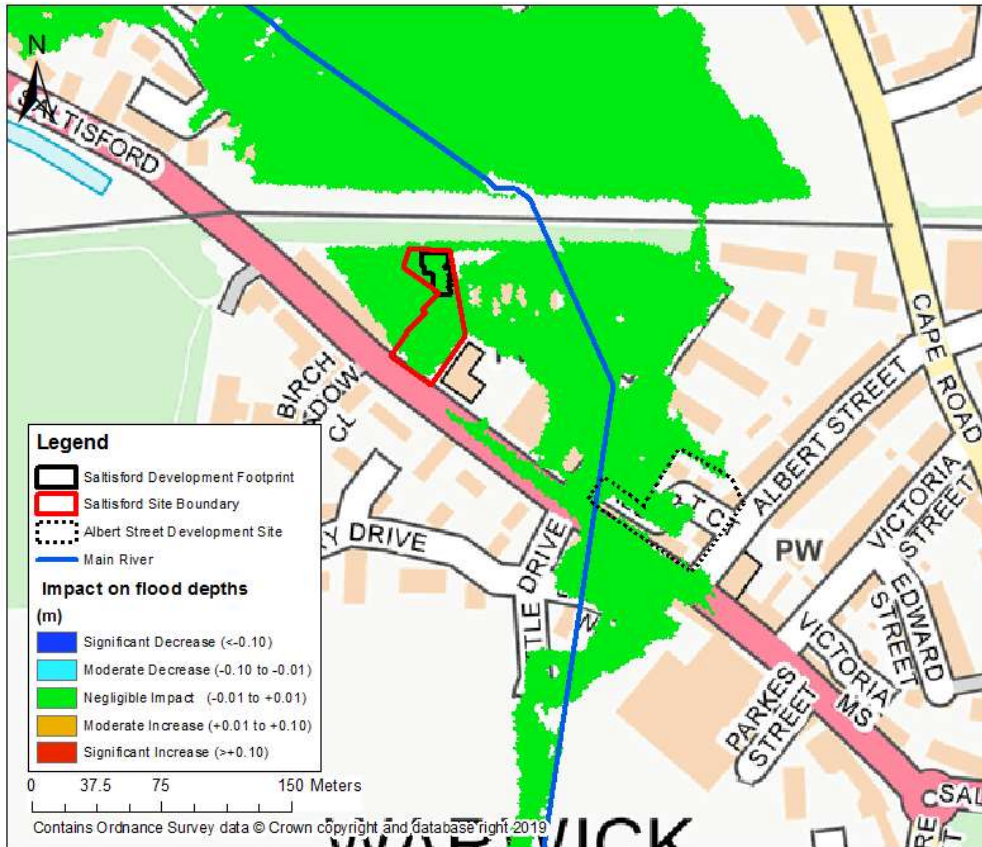 N
SALTISFORD
CAPE ROAD
BIRCH
CL
ALBERT STREET
VICTORIA
STREET
EDWARD
STREET
DRIVE
PW
VICTORIA
MS
PARKES
STREET
SAL
WARWICK
Legend
Saltisford Development Footprint
Saltisford Site Boundary
Albert Street Development Site
Main River
Impact on flood depths
(m)
Significant Decrease (<-0.10)
Moderate Decrease (-0.10 to -0.01)
Negligible Impact (-0.01 to +0.01)
Moderate Increase (+0.01 to +0.10)
Significant Increase (>+0.10)
0 37.5 75 150 Meters
Contains Ordnance Survey data © Crown copyright and database right 2019